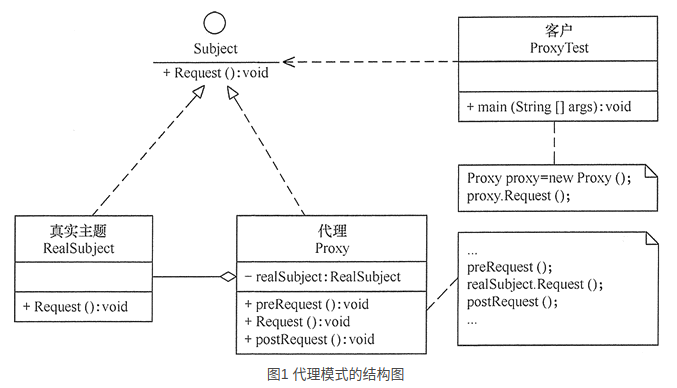 Subject
+ Request ():void
客户
ProxyTest
+ main (String [] args):void
Proxy proxy=new Proxy ();
proxy.Request ();
真实主题
RealSubject
+ Request ():void
代理
Proxy
- realSubject:RealSubject
+ preRequest ():void
+ Request ():void
+ postRequest ():void
...
preRequest ();
realSubject.Request ();
postRequest ();
...
图1 代理模式的结构图